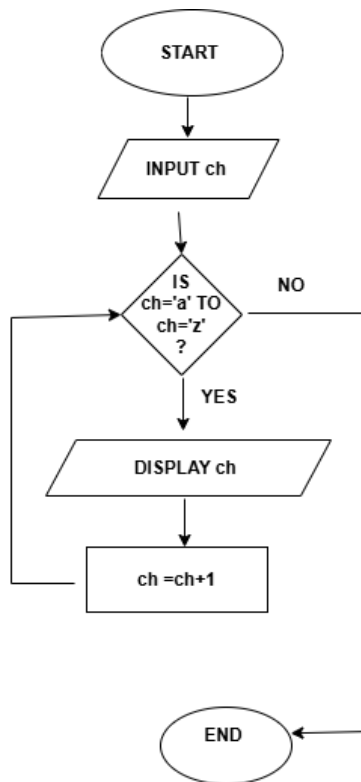 START
INPUT ch
IS
ch='a' TO
ch='z'
?
NO
YES
DISPLAY ch
ch =ch+1
END